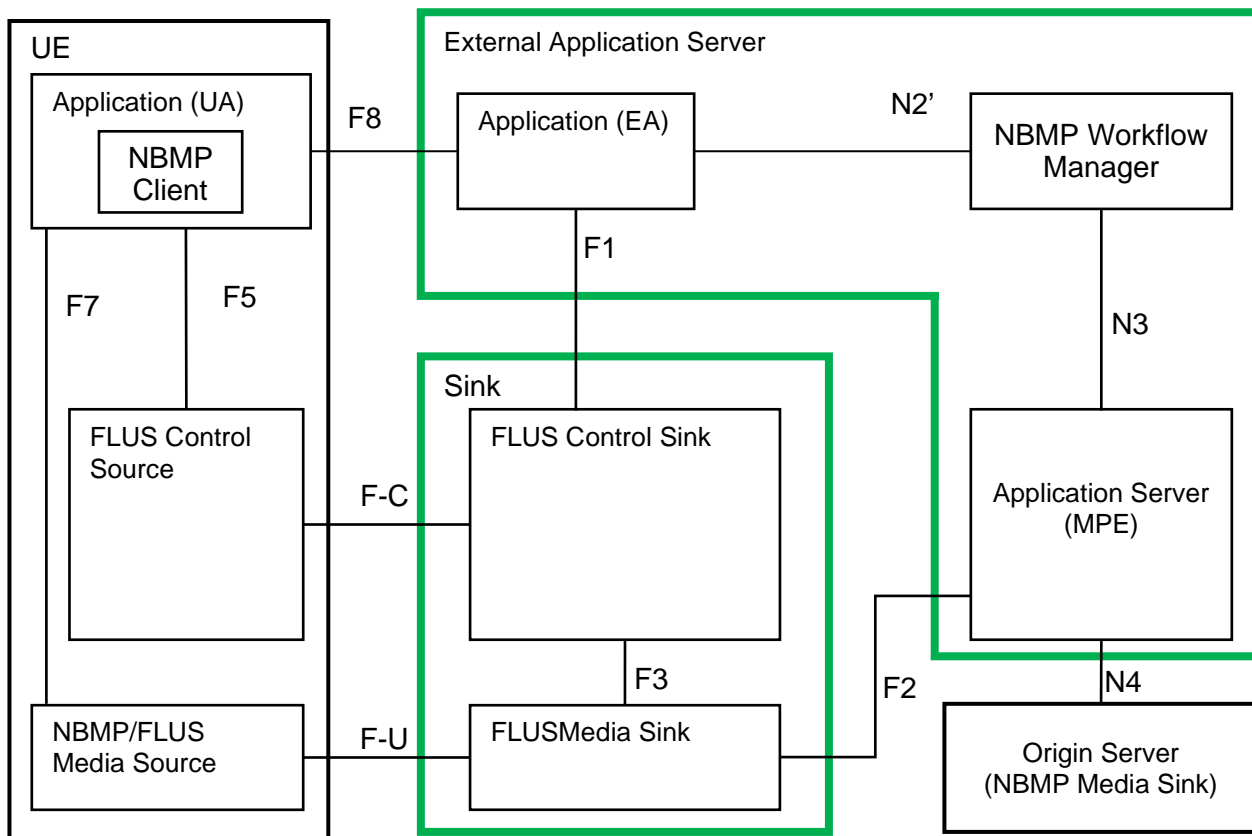 UE
External Application Server
Application (UA)
NBMP
Client
F8
Application (EA)
N2’
NBMP Workflow
Manager
F7
F5
F1
N3
Sink
FLUS Control
Source
F-C
FLUS Control Sink
Application Server
(MPE)
F3
F2
N4
NBMP/FLUS
Media Source
F-U
FLUSMedia Sink
Origin Server
(NBMP Media Sink)